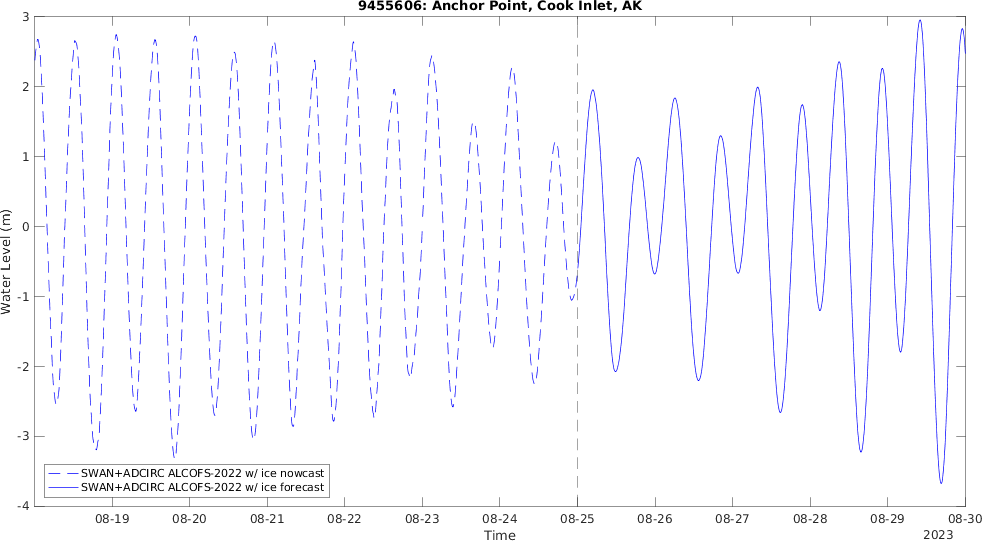 9455606: Anchor Point, Cook Inlet, AK
3
2
1
0
-1
-2
-3
-4
Water Level (m)
SWAN+ADCIRC ALCOFS-2022 w/ ice nowcast
SWAN+ADCIRC ALCOFS-2022 w/ ice forecast
08-19 08-20 08-21 08-22 08-23 08-24 08-25 08-26 08-27 08-28 08-29 08-30
Time
2023